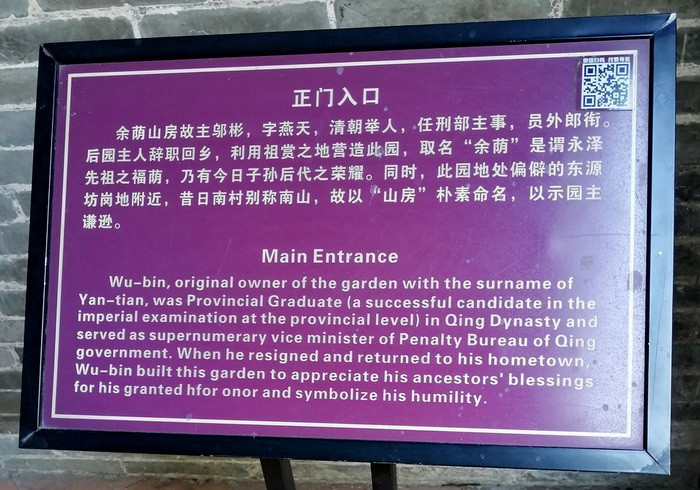 正门入口
余荫山房故主邬彬，字燕天，清朝举人，任刑部主事，员外郎衔。
后园主人辞职回乡，利用祖赏之地营造此园，取名“余荫”是谓永泽
先祖之福荫，乃有今日子孙后代之荣耀。同时，此园地处偏僻的东源
坊岗地附近，昔日南村别称南山，故以“山房”朴素命名，以示园主
谦逊。
Main Entrance
Wu-bin, original owner of the garden with the surname of
Yan-tian, was Provincial Graduate (a successful candidate in the
imperial examination at the provincial level) in Qing Dynasty and
served as supernumerary vice minister of Penalty Bureau of Qing
government. When he resigned and returned to his hometown,
Wu-bin built this garden to appreciate his ancestors' blessings
for his granted hfor onor and symbolize his humility.